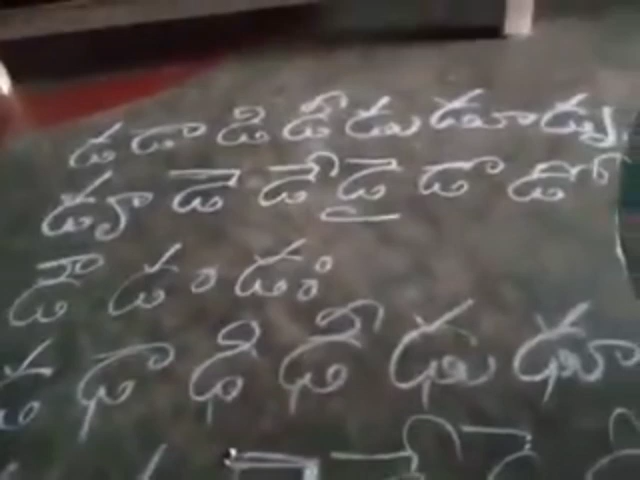 డ డా డి డీ డు డూ డృ
డౄ డె డే డై డొ డో
డౌ డం డః
ఢ ఢా ఢి ఢీ ఢు ఢూ